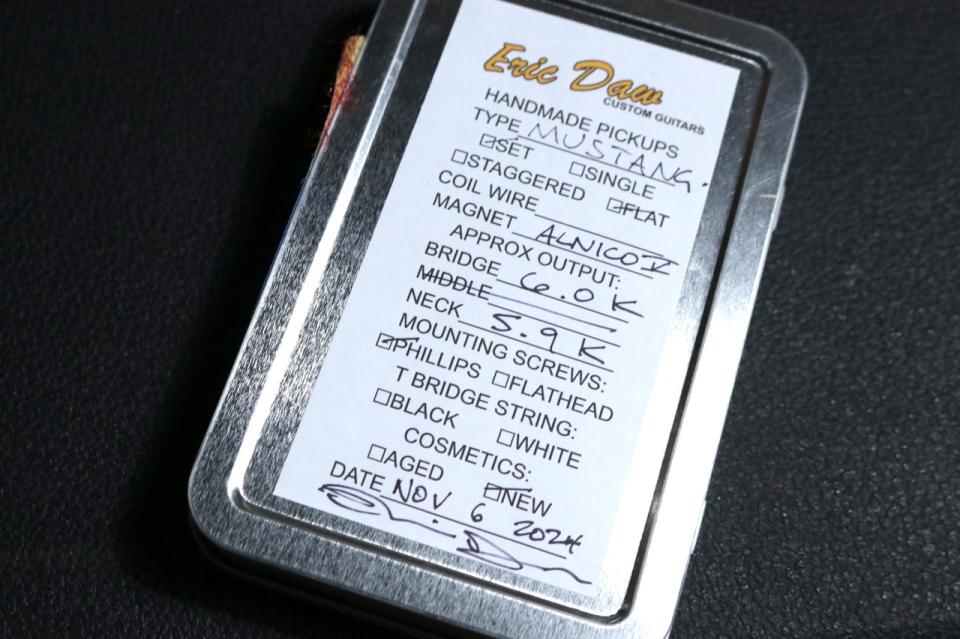 Eric Daw
CUSTOM GUITARS
HANDMADE PICKUPS
TYPE MUSTANG.
☑SET ☐SINGLE
☐STAGGERED ☑FLAT
COIL WIRE
MAGNET ALNICO V
APPROX OUTPUT:
BRIDGE 6.0 K
MIDDLE
NECK 5.9 K
MOUNTING SCREWS:
☑PHILLIPS ☐FLATHEAD
T BRIDGE STRING:
☐BLACK ☐WHITE
COSMETICS:
☐AGED ☑NEW
DATE NOV 6 2024